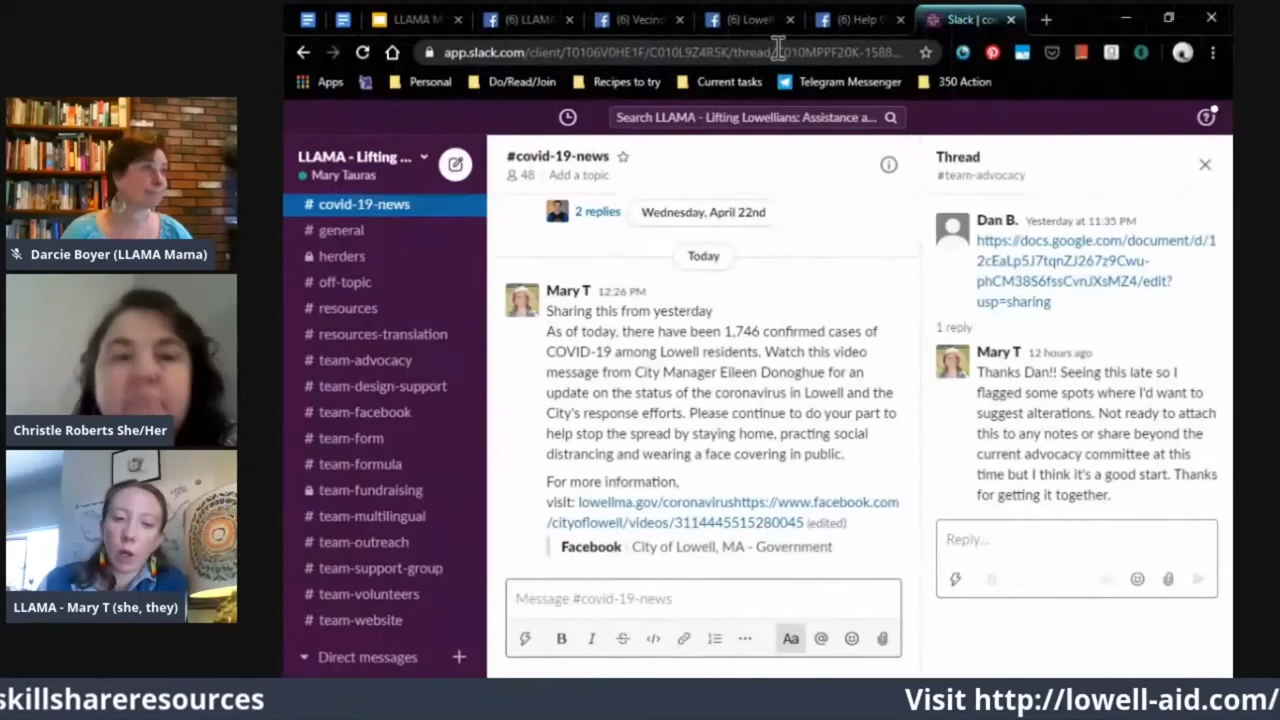 LLAMA M
(6) LLAM
(6) Vecino
(6) Lowell
(6) Help
Slack | co
app.slack.com/client/T0106V0HE1F/C010L9Z4R5K/thread
Apps
Personal
Do/Read/Join
Recipes to try
Current tasks
Telegram Messenger
350 Action
Search LLAMA - Lifting Lowellians: Assistance a...
LLAMA - Lifting ...
Mary Tauras
# covid-19-news
# general
herders
# off-topic
# resources
# resources-translation
# team-advocacy
# team-design-support
# team-facebook
# team-form
# team-formula
team-fundraising
# team-multilingual
# team-outreach
# team-support-group
# team-volunteers
# team-website
Direct messages
#covid-19-news
48 Add a topic
2 replies
Wednesday, April 22nd
Today
Mary T 12:26 PM
Sharing this from yesterday
As of today, there have been 1,746 confirmed cases of
COVID-19 among Lowell residents. Watch this video
message from City Manager Eileen Donoghue for an
update on the status of the coronavirus in Lowell and the
City's response efforts. Please continue to do your part to
help stop the spread by staying home, practing social
distancing and wearing a face covering in public.
For more information,
visit: lowellma.gov/coronavirushttps://www.facebook.com
/cityoflowell/videos/3114445515280045 (edited)
Facebook City of Lowell, MA - Government
Message #covid-19-news
B I S Aa @
Thread
#team-advocacy
Dan B. Yesterday at 11:35 PM
https://docs.google.com/document/d/1
2cEaLp5J7tqnZJ267z9Cwu-
phCM38S6fssCvnJXsMZ4/edit?
usp=sharing
1 reply
Mary T 12 hours ago
Thanks Dan!! Seeing this late so I
flagged some spots where I'd want to
suggest alterations. Not ready to attach
this to any notes or share beyond the
current advocacy committee at this
time but I think it's a good start. Thanks
for getting it together.
Reply...
Darcie Boyer (LLAMA Mama)
Christle Roberts She/Her
LLAMA - Mary T (she, they)
skillshareresources
Visit http://lowell-aid.com/